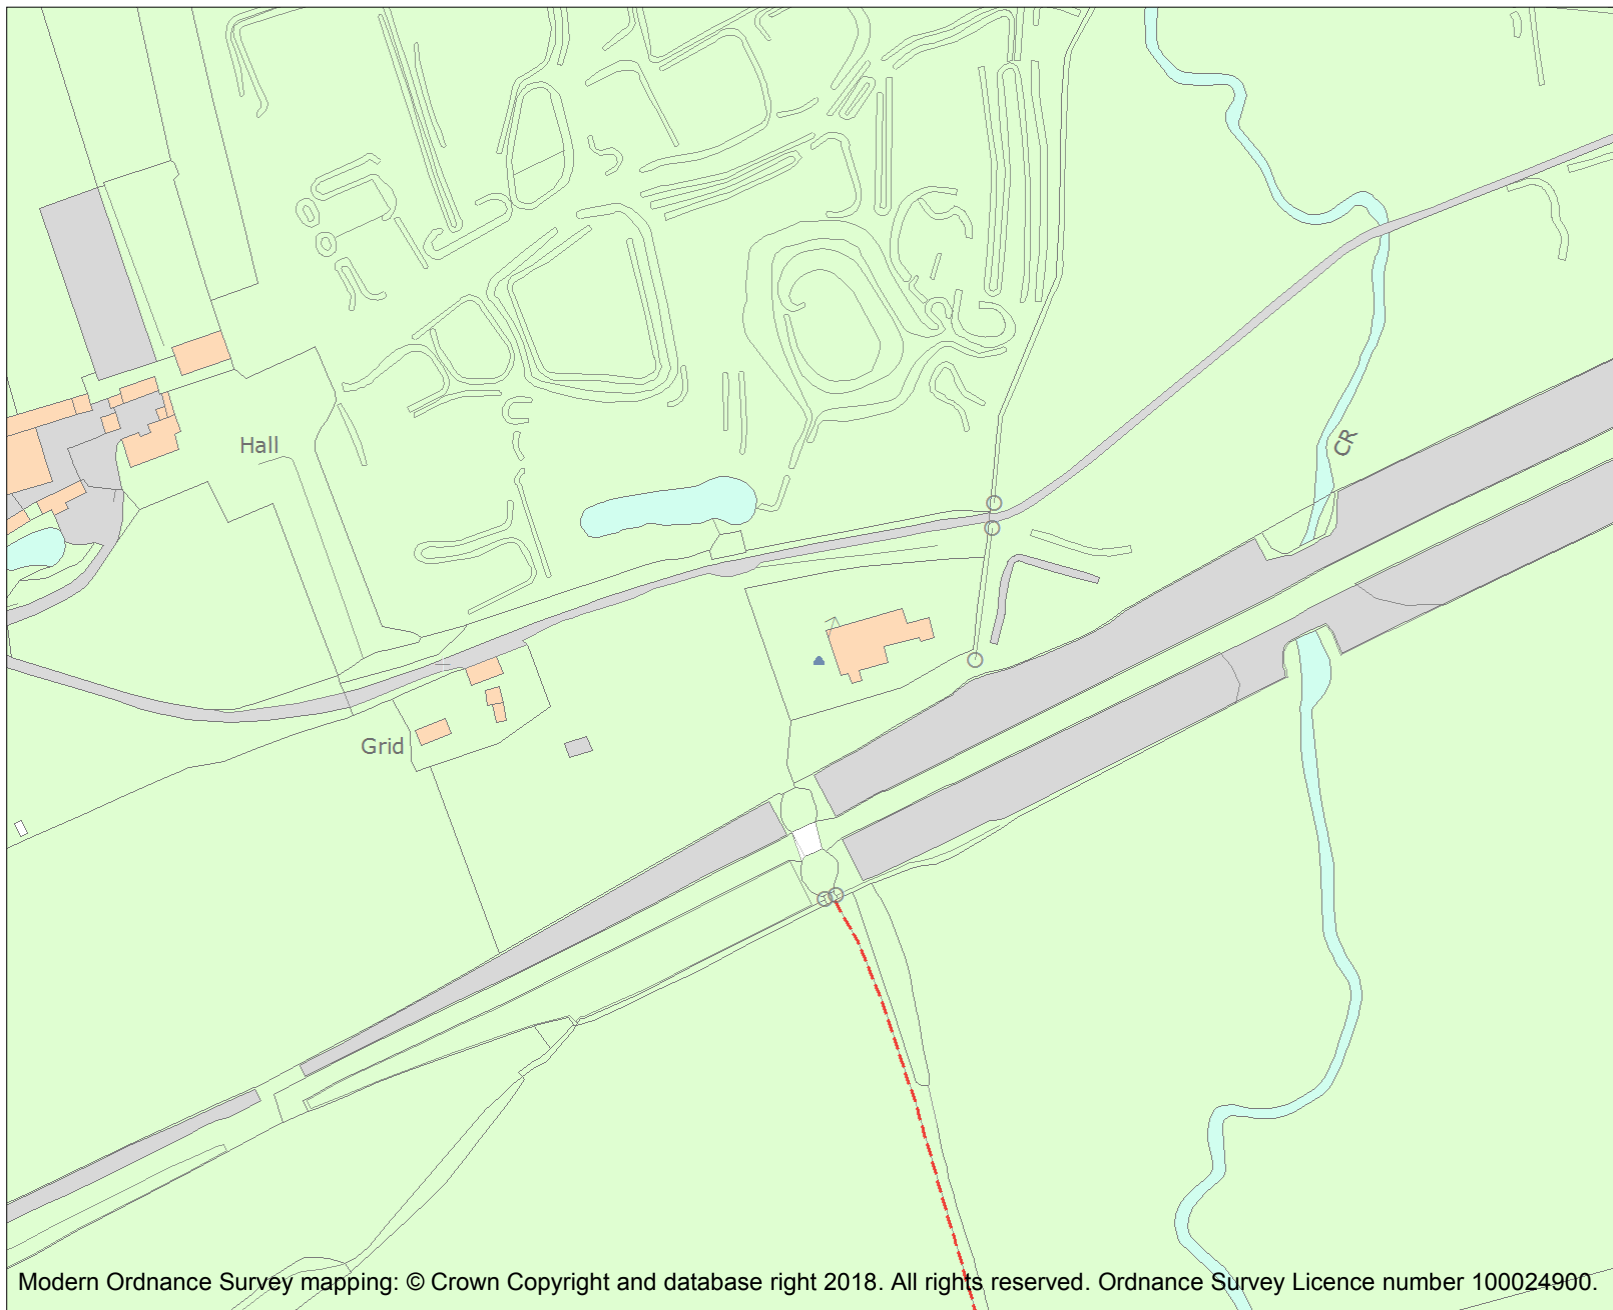 Hall
CR
Grid
Modern Ordnance Survey mapping: © Crown Copyright and database right 2018. All rights reserved. Ordnance Survey Licence number 100024900.